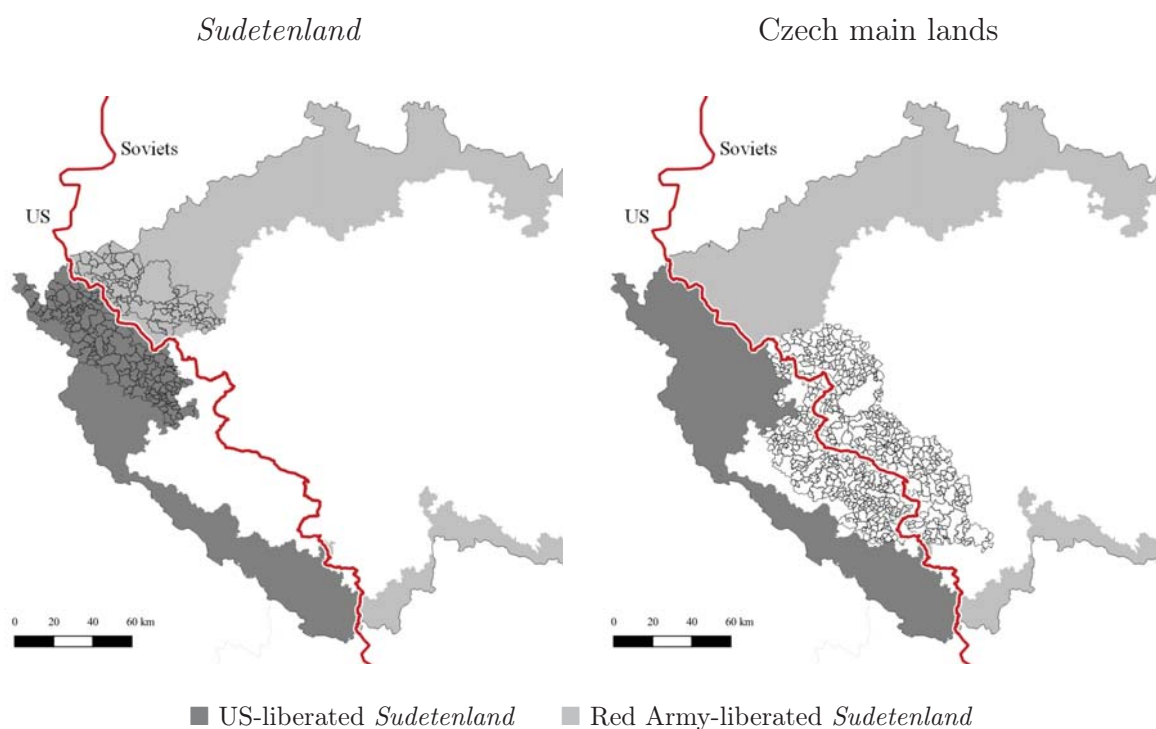 Sudetenland
Czech main lands
Soviets
US
0 20 40 60 km
Soviets
US
0 20 40 60 km
US-liberated Sudetenland
Red Army-liberated Sudetenland